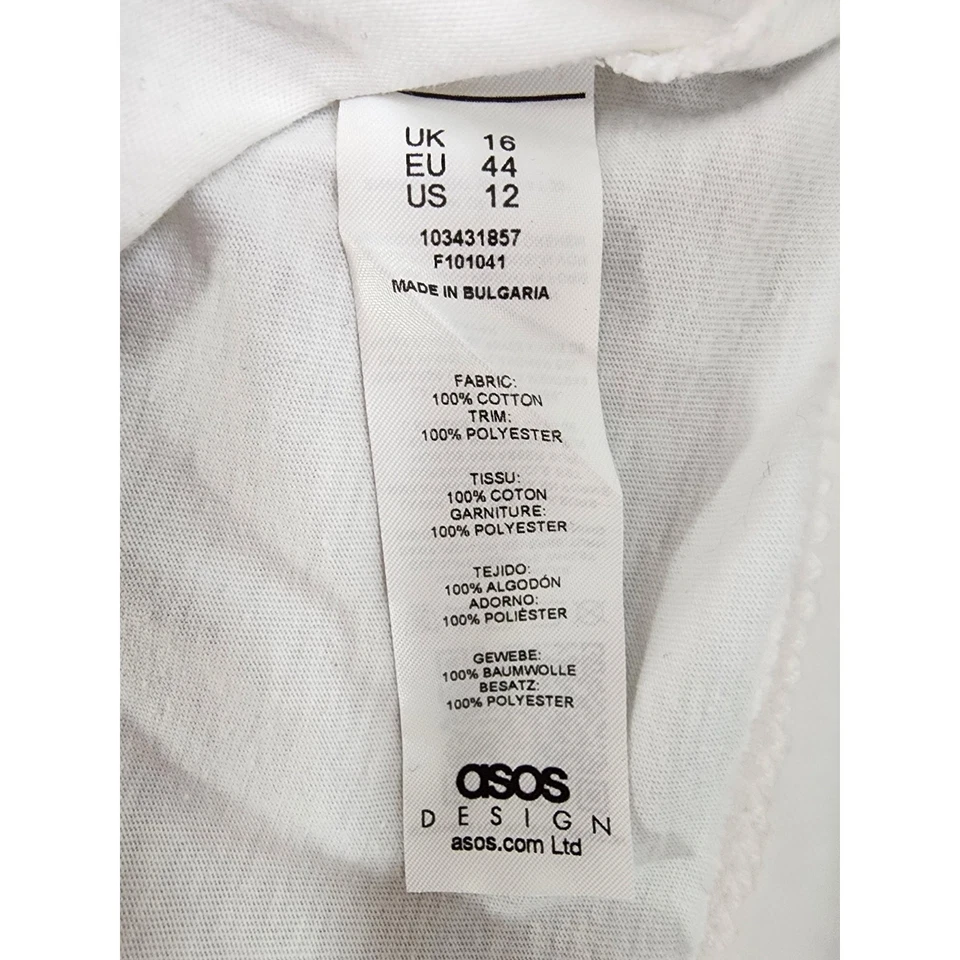 UK 16
EU 44
US 12
103431857
F101041
MADE IN BULGARIA
FABRIC:
100% COTTON
TRIM:
100% POLYESTER
TISSU:
100% COTON
GARNITURE:
100% POLYESTER
TEJIDO:
100% ALGODÓN
ADORNO:
100% POLIÉSTER
GEWEBE:
100% BAUMWOLLE
BESATZ:
100% POLYESTER
asos
DESIGN
asos.com Ltd